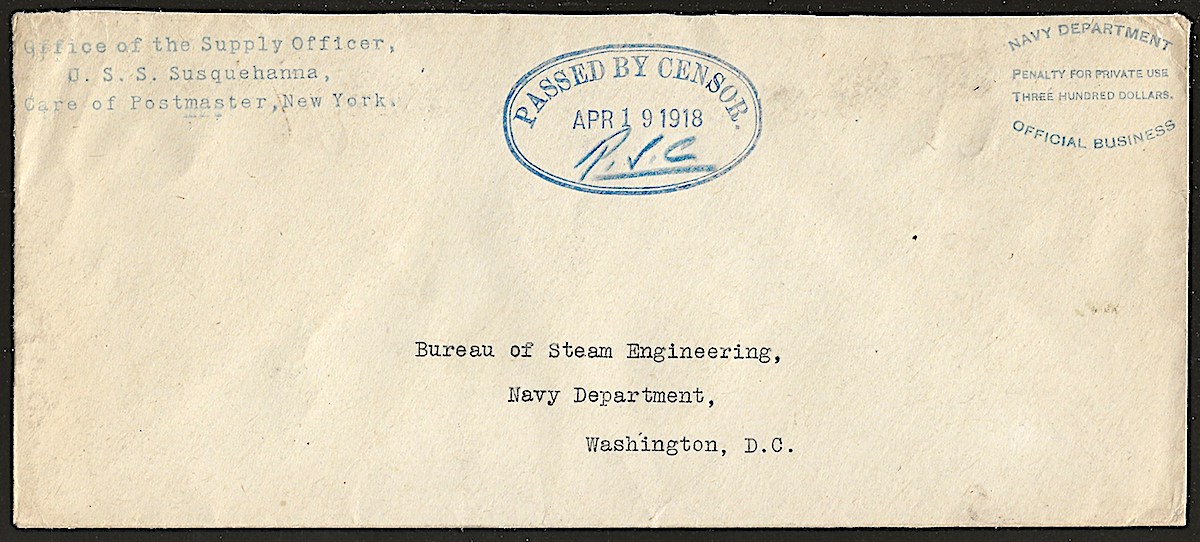 Office of the Supply Officer,
U. S. S. Susquehanna,
Care of Postmaster, New York.
PASSED BY CENSOR.
APR 19 1918
NAVY DEPARTMENT
PENALTY FOR PRIVATE USE
THREE HUNDRED DOLLARS.
OFFICIAL BUSINESS
Bureau of Steam Engineering,
Navy Department,
Washington, D.C.